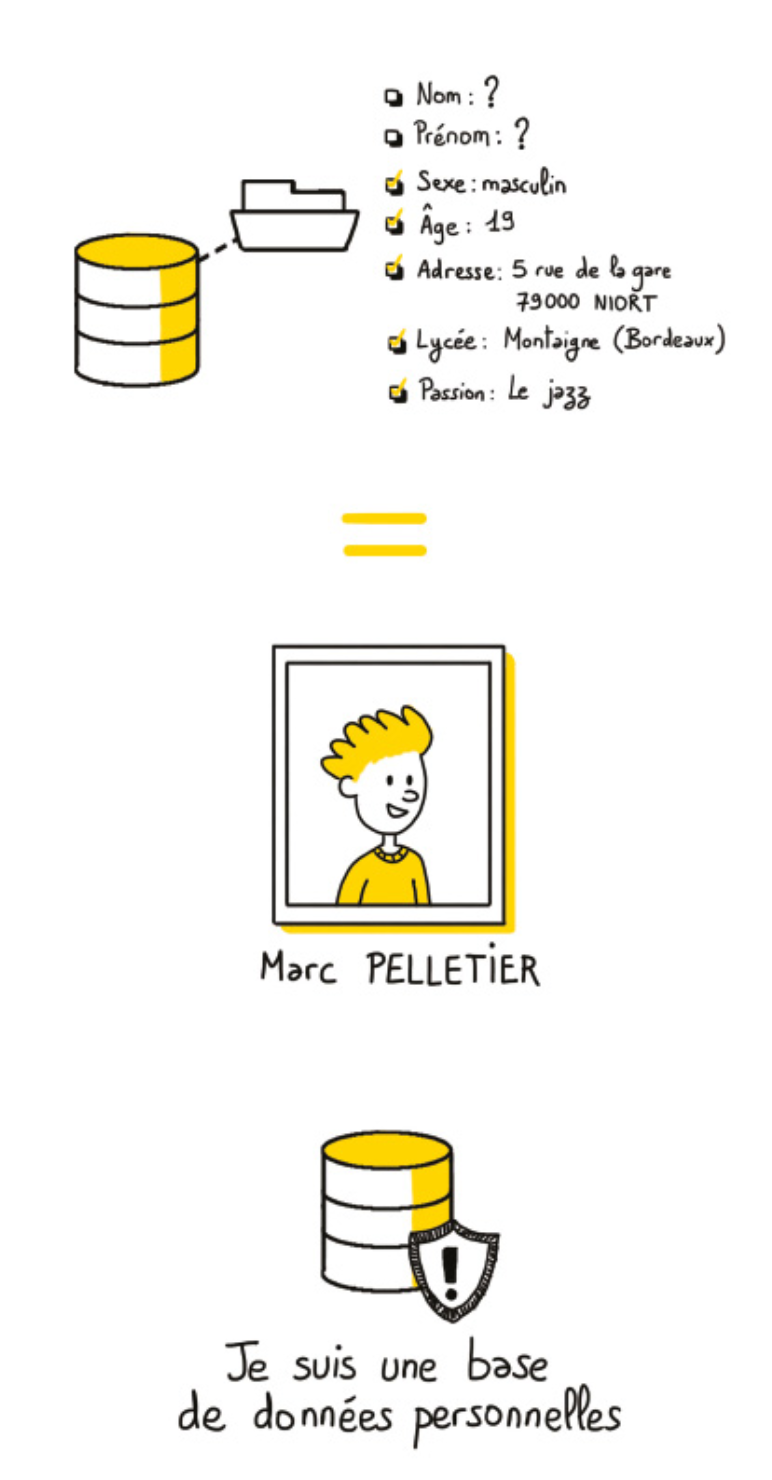 Nom : ?
Prénom : ?
Sexe : masculin
Âge : 19
Adresse : 5 rue de la gare
79000 NIORT
Lycée : Montaigne (Bordeaux)
Passion : Le jazz
Marc PELLETIER
!
Je suis une base
de données personnelles